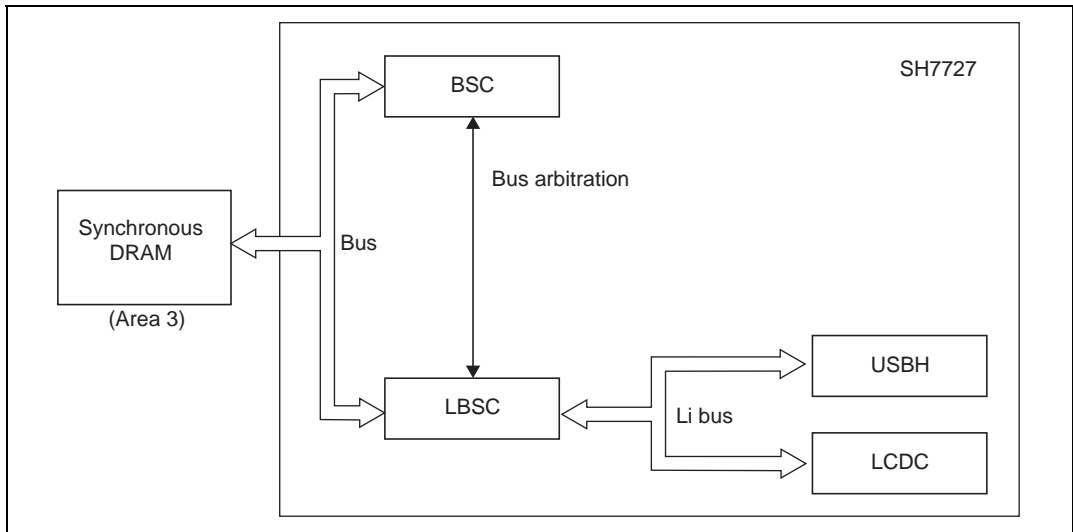 SH7727
BSC
Bus arbitration
Synchronous
DRAM
(Area 3)
Bus
LBSC
Li bus
USBH
LCDC